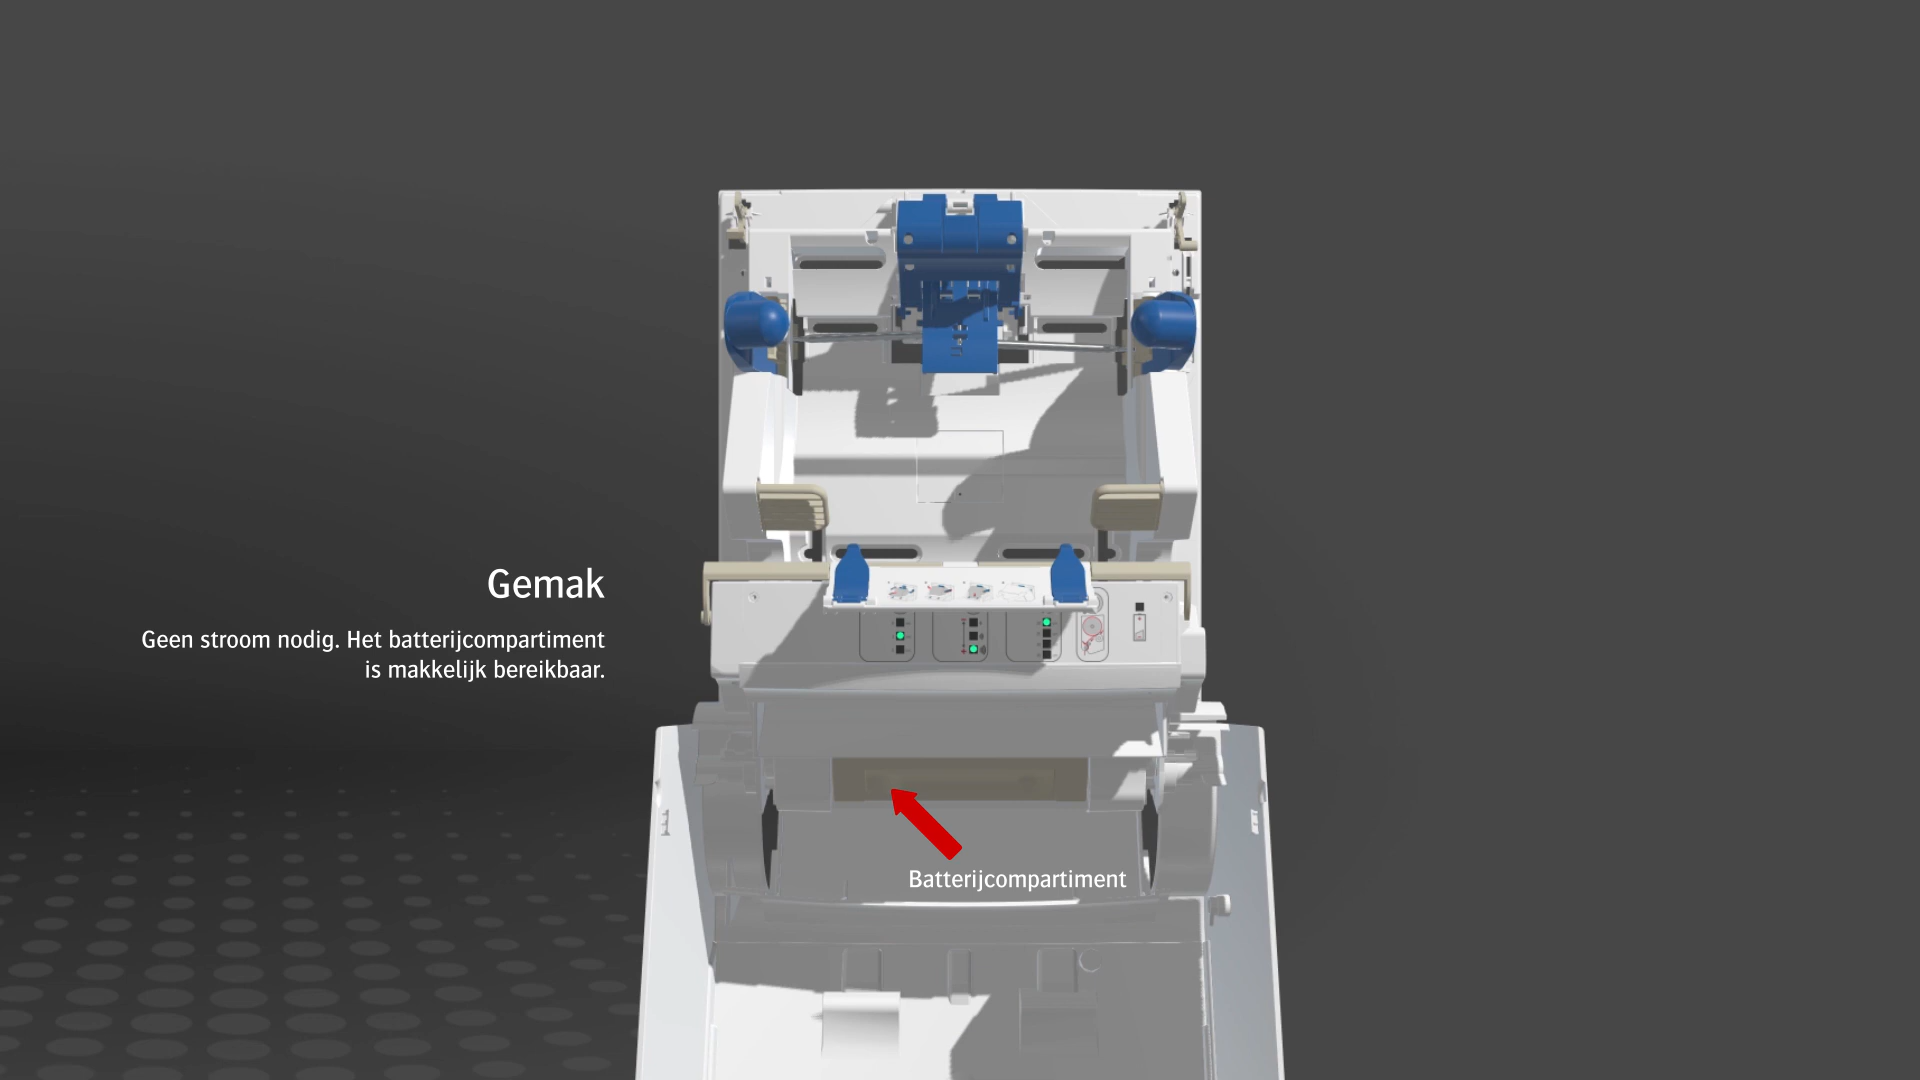 Gemak
Geen stroom nodig. Het batterijcompartiment
is makkelijk bereikbaar.
Batterijcompartiment